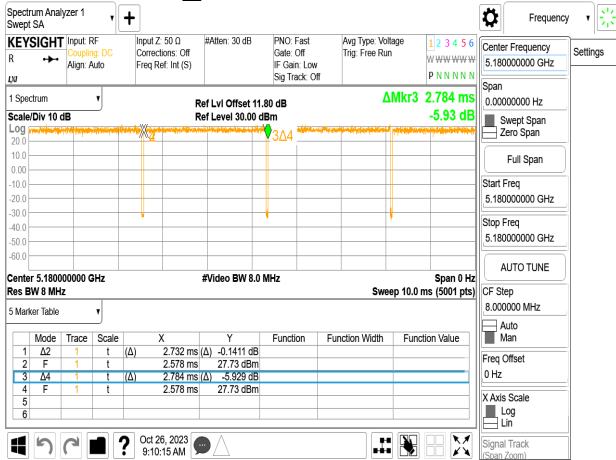 Spectrum Analyzer 1
Swept SA
Frequency
KEYSIGHT
R
Input: RF
Coupling: DC
Align: Auto
Input Z: 50 Ω
Corrections: Off
Freq Ref: Int (S)
#Atten: 30 dB
PNO: Fast
Gate: Off
IF Gain: Low
Sig Track: Off
Avg Type: Voltage
Trig: Free Run
1 2 3 4 5 6
W W W W W W
P N N N N N
LXI
1 Spectrum
Scale/Div 10 dB
Ref Lvl Offset 11.80 dB
Ref Level 30.00 dBm
ΔMkr3 2.784 ms
-5.93 dB
Log
20.0
10.0
0.00
-10.0
-20.0
-30.0
-40.0
-50.0
-60.0
3Δ4
Center 5.180000000 GHz
Res BW 8 MHz
#Video BW 8.0 MHz
Span 0 Hz
Sweep 10.0 ms (5001 pts)
5 Marker Table
Mode Trace Scale X Y Function Function Width Function Value
1 Δ2 1 t (Δ) 2.732 ms (Δ) -0.1411 dB
2 F 1 t 2.578 ms 27.73 dBm
3 Δ4 1 t (Δ) 2.784 ms (Δ) -5.929 dB
4 F 1 t 2.578 ms 27.73 dBm
5
6
Oct 26, 2023
9:10:15 AM
Center Frequency
5.180000000 GHz
Settings
Span
0.00000000 Hz
Swept Span
Zero Span
Full Span
Start Freq
5.180000000 GHz
Stop Freq
5.180000000 GHz
AUTO TUNE
CF Step
8.000000 MHz
Auto
Man
Freq Offset
0 Hz
X Axis Scale
Log
Lin
Signal Track
(Span Zoom)